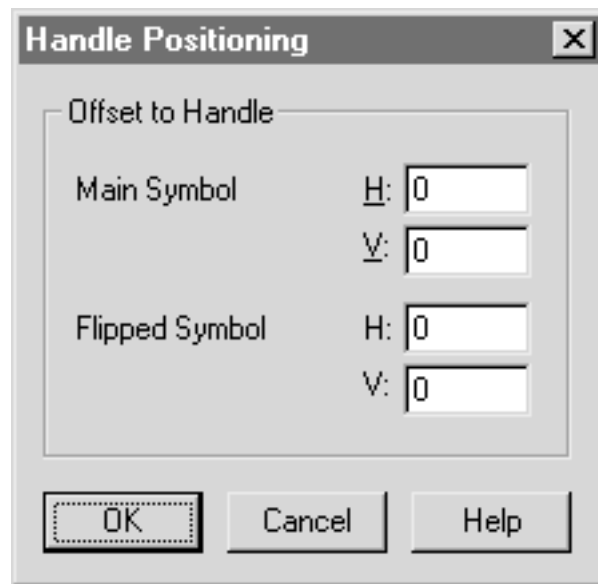 Handle Positioning
Offset to Handle
Main Symbol H: 0
V: 0
Flipped Symbol H: 0
V: 0
OK Cancel Help